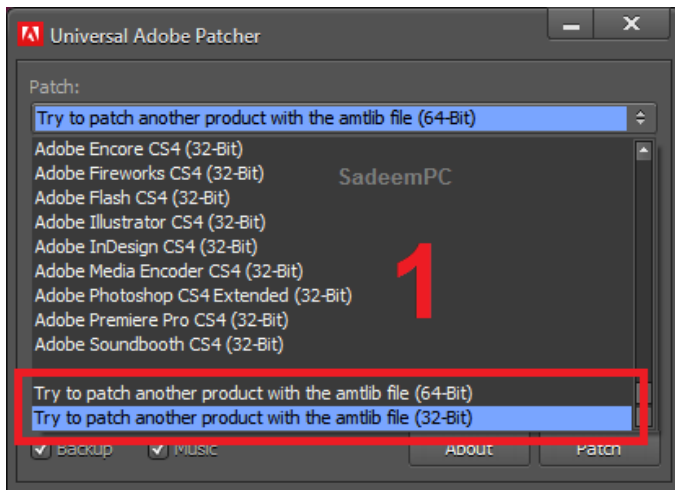 Universal Adobe Patcher
Patch:
Try to patch another product with the amtlib file (64-Bit)
Adobe Encore CS4 (32-Bit)
Adobe Fireworks CS4 (32-Bit)
SadeemPC
Adobe Flash CS4 (32-Bit)
Adobe Illustrator CS4 (32-Bit)
Adobe InDesign CS4 (32-Bit)
Adobe Media Encoder CS4 (32-Bit)
1
Adobe Photoshop CS4 Extended (32-Bit)
Adobe Premiere Pro CS4 (32-Bit)
Adobe Soundbooth CS4 (32-Bit)
Try to patch another product with the amtlib file (64-Bit)
Try to patch another product with the amtlib file (32-Bit)
Backup Music About Patch